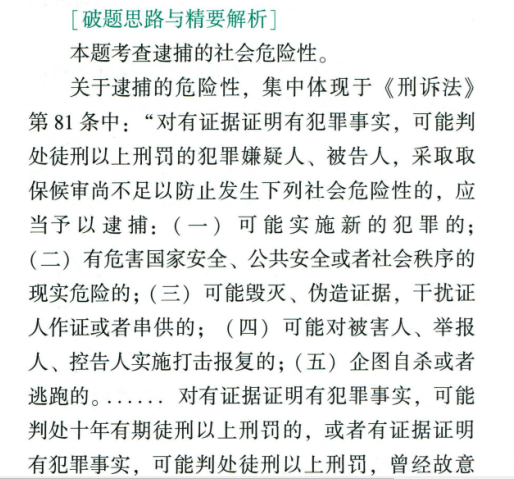 [破题思路与精要解析]
本题考查逮捕的社会危险性。
关于逮捕的危险性，集中体现于《刑诉法》
第 81 条中：“对有证据证明有犯罪事实，可能判
处徒刑以上刑罚的犯罪嫌疑人、被告人，采取取
保候审尚不足以防止发生下列社会危险性的，应
当予以逮捕：（一）可能实施新的犯罪的；
（二）有危害国家安全、公共安全或者社会秩序的
现实危险的；（三）可能毁灭、伪造证据，干扰证
人作证或者串供的；（四）可能对被害人、举报
人、控告人实施打击报复的；（五）企图自杀或者
逃跑的。...... 对有证据证明有犯罪事实，可能
判处十年有期徒刑以上刑罚的，或者有证据证明
有犯罪事实，可能判处徒刑以上刑罚，曾经故意